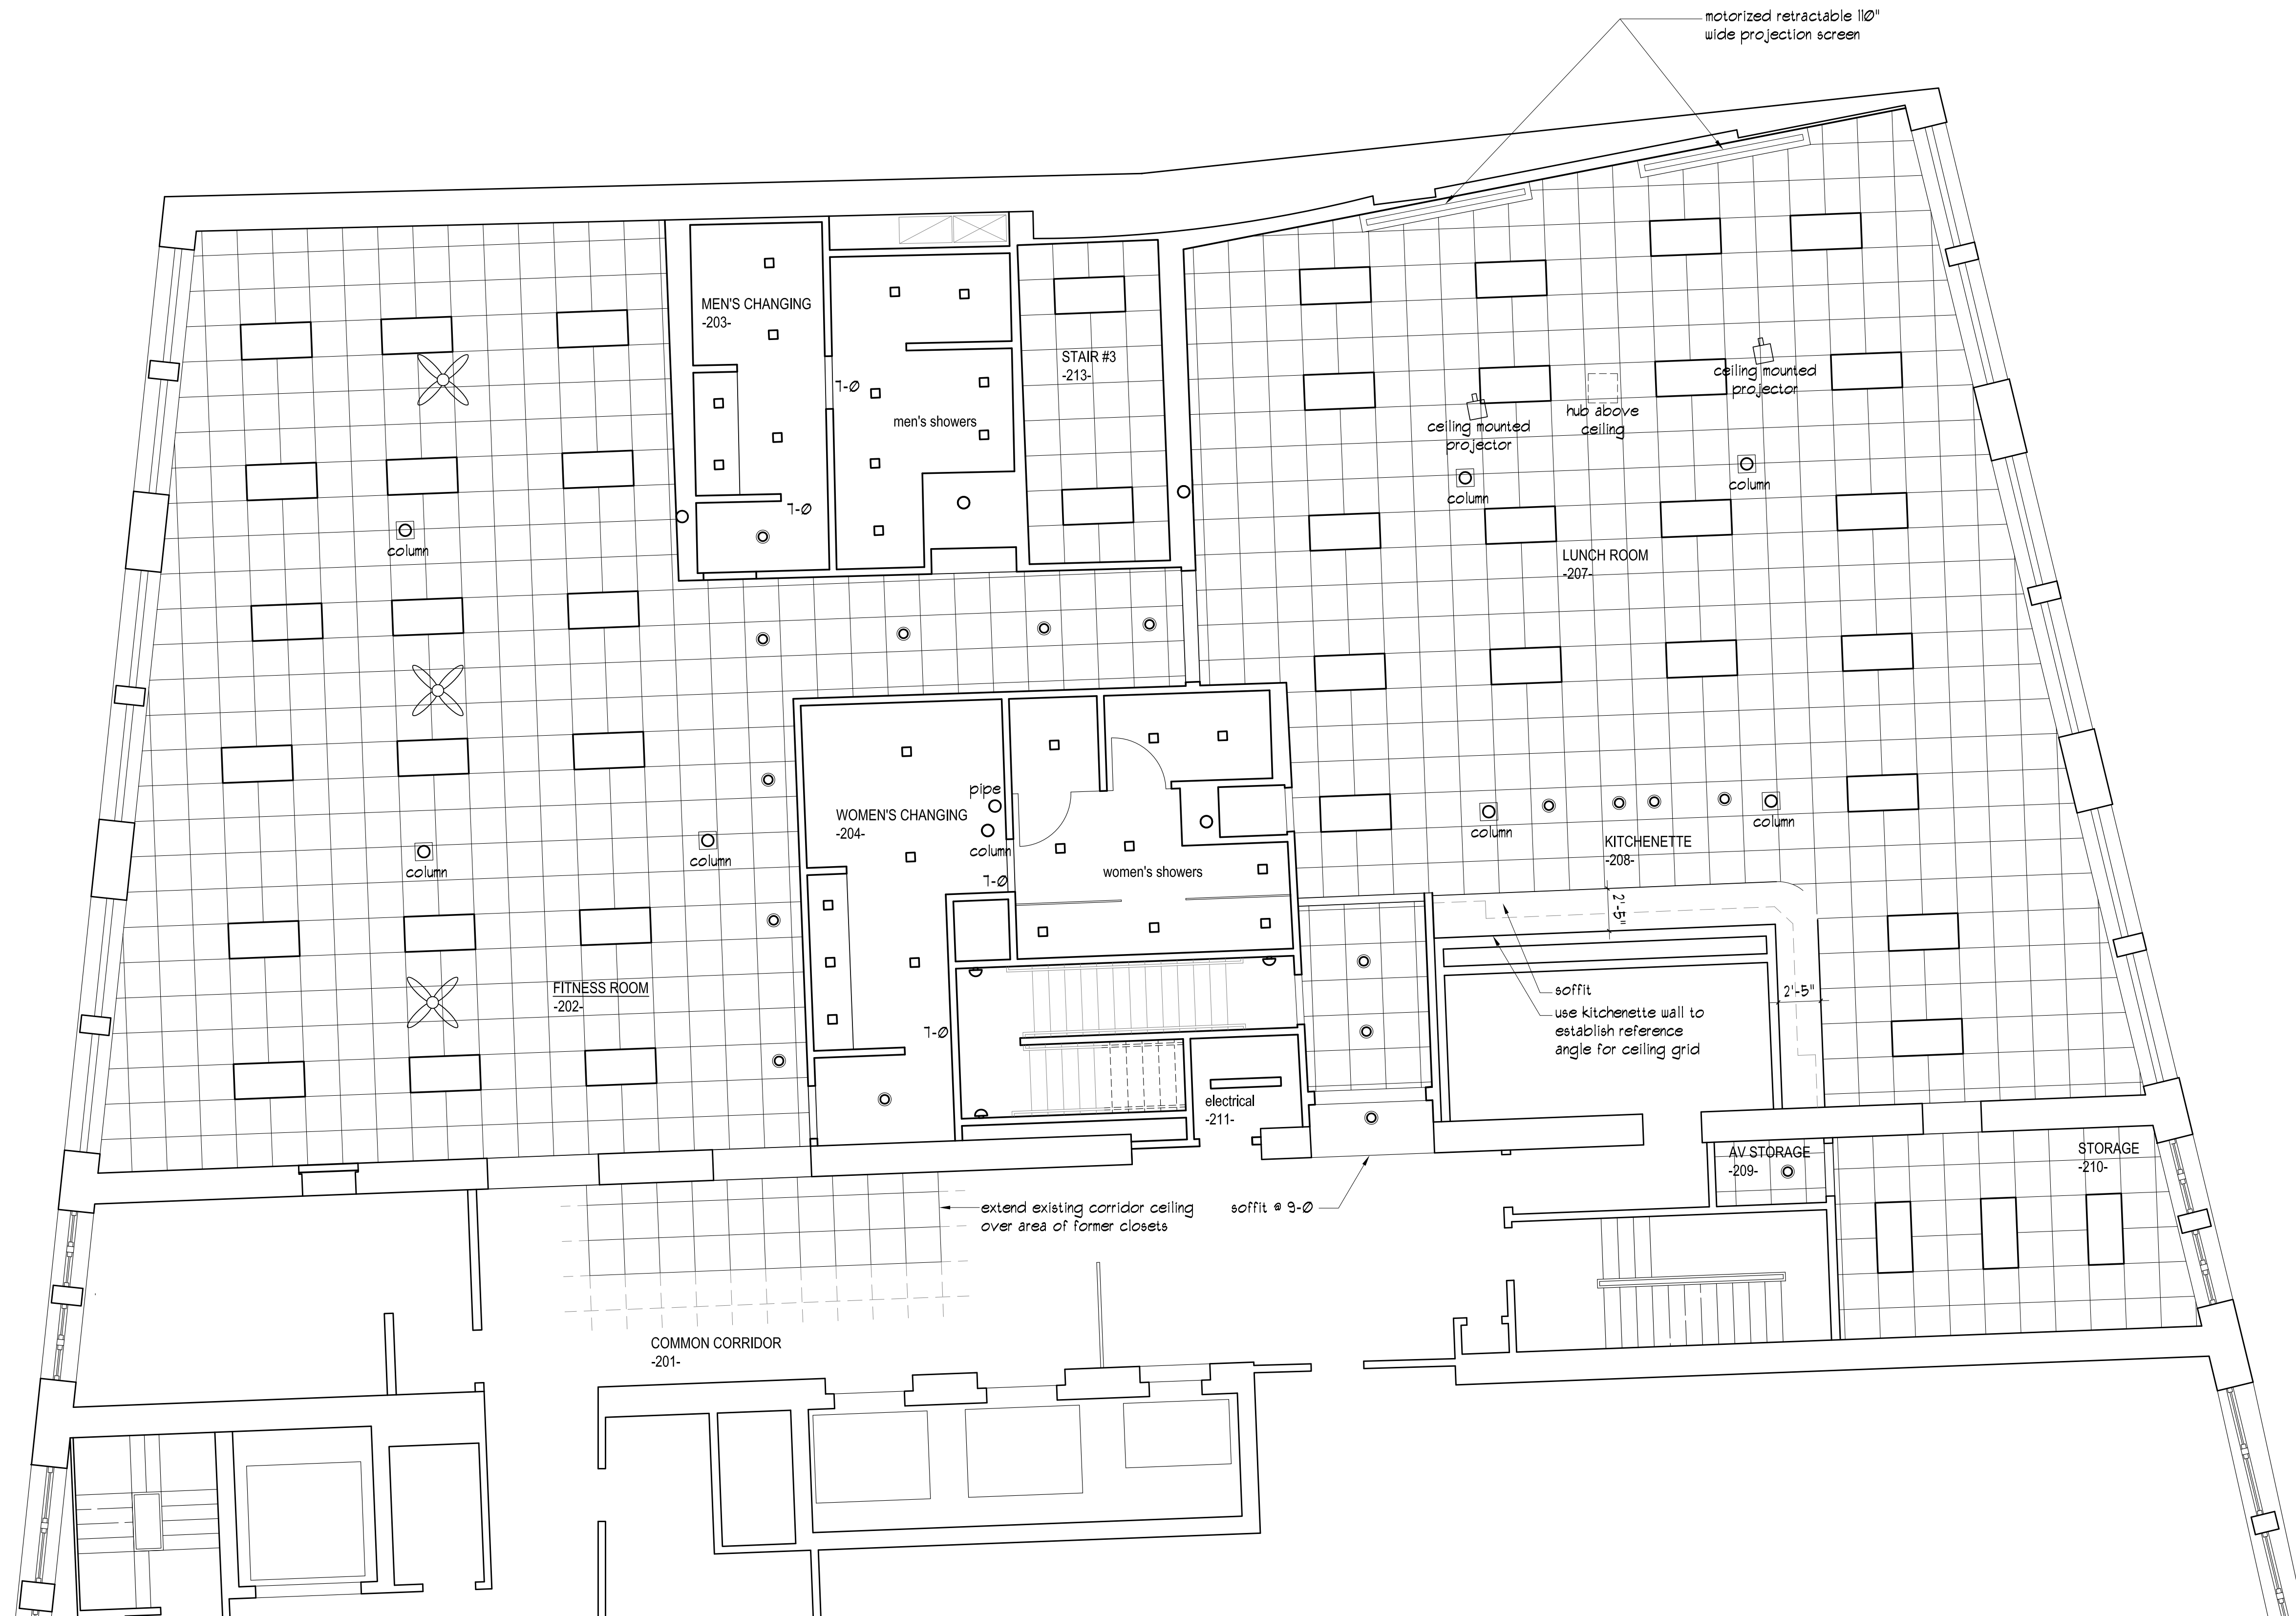 motorized retractable 110"
wide projection screen
MEN'S CHANGING
-203-
STAIR #3
-213-
7-0
men's showers
ceiling mounted
projector
hub above
ceiling
ceiling mounted
projector
column
column
7-0
column
LUNCH ROOM
-207-
pipe
WOMEN'S CHANGING
-204-
column
7-0
women's showers
column
column
column
column
KITCHENETTE
-208-
2'-5"
FITNESS ROOM
-202-
7-0
soffit
2'-5"
use kitchenette wall to
establish reference
angle for ceiling grid
electrical
-211-
AV STORAGE
-209-
STORAGE
-210-
extend existing corridor ceiling
over area of former closets
soffit @ 9-0
COMMON CORRIDOR
-201-